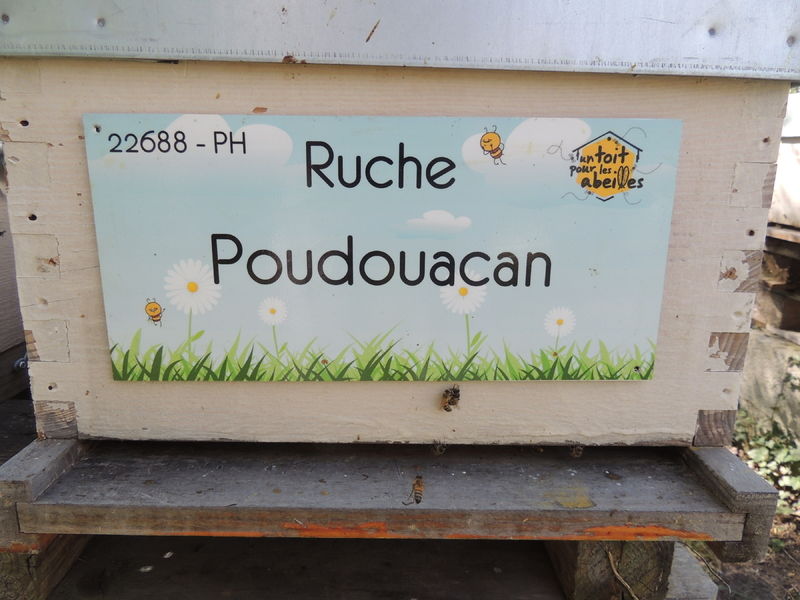 22688 - PH
Ruche
Poudouacan
un toit
pour les
abeilles